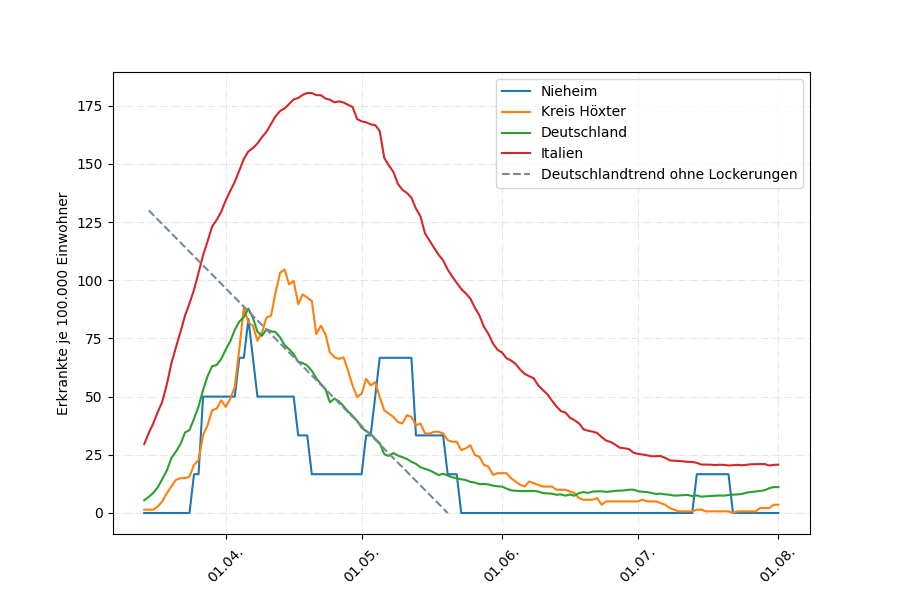 Nieheim
Kreis Höxter
Deutschland
Italien
Deutschlandtrend ohne Lockerungen
Erkrankte je 100.000 Einwohner
175
150
125
100
75
50
25
0
01.04. 01.05. 01.06. 01.07. 01.08.